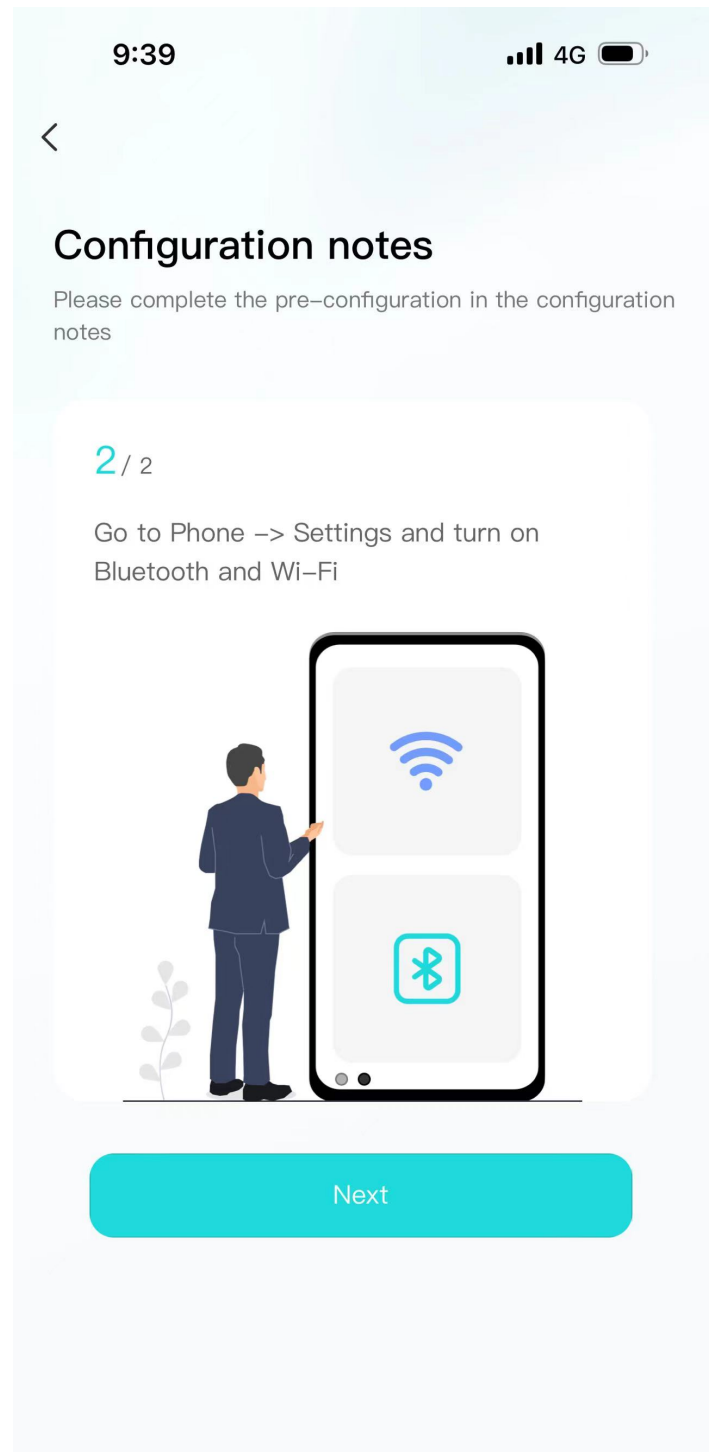 9:39
4G
Configuration notes
Please complete the pre–configuration in the configuration
notes
2/ 2
Go to Phone –> Settings and turn on
Bluetooth and Wi–Fi
Next